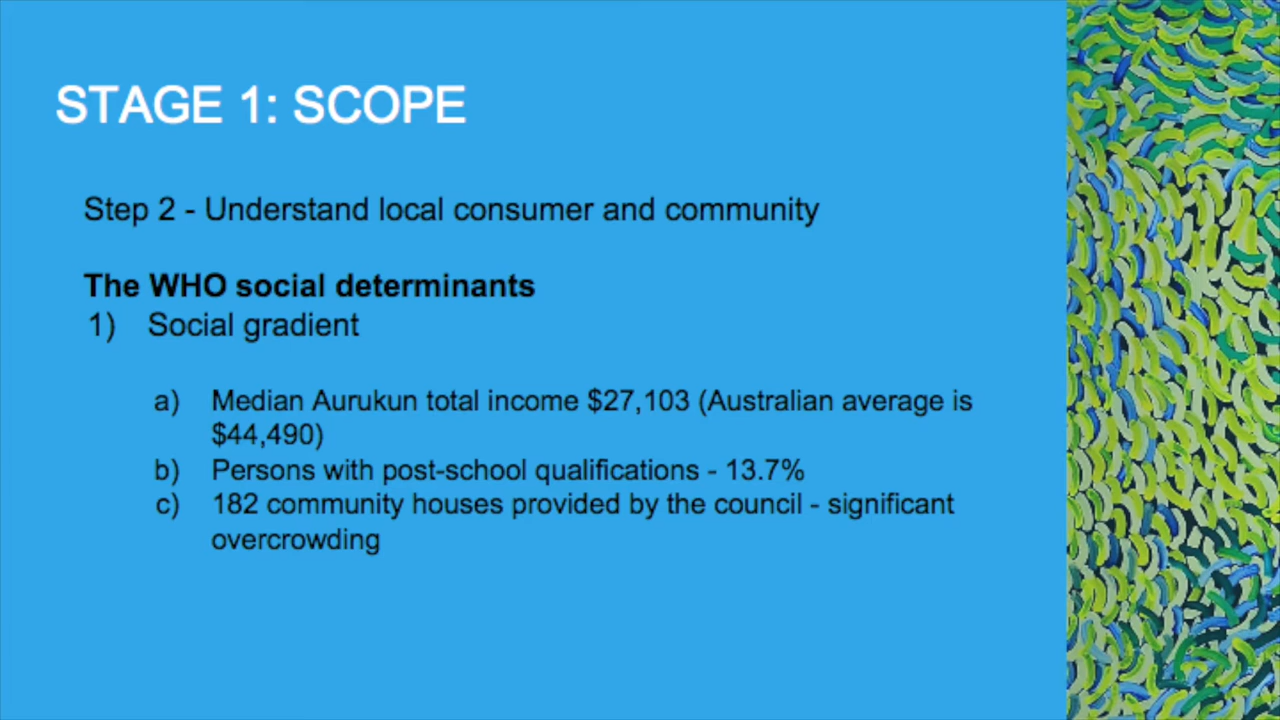 STAGE 1: SCOPE
Step 2 - Understand local consumer and community
The WHO social determinants
1) Social gradient
a) Median Aurukun total income $27,103 (Australian average is
$44,490)
b) Persons with post-school qualifications - 13.7%
c) 182 community houses provided by the council - significant
overcrowding